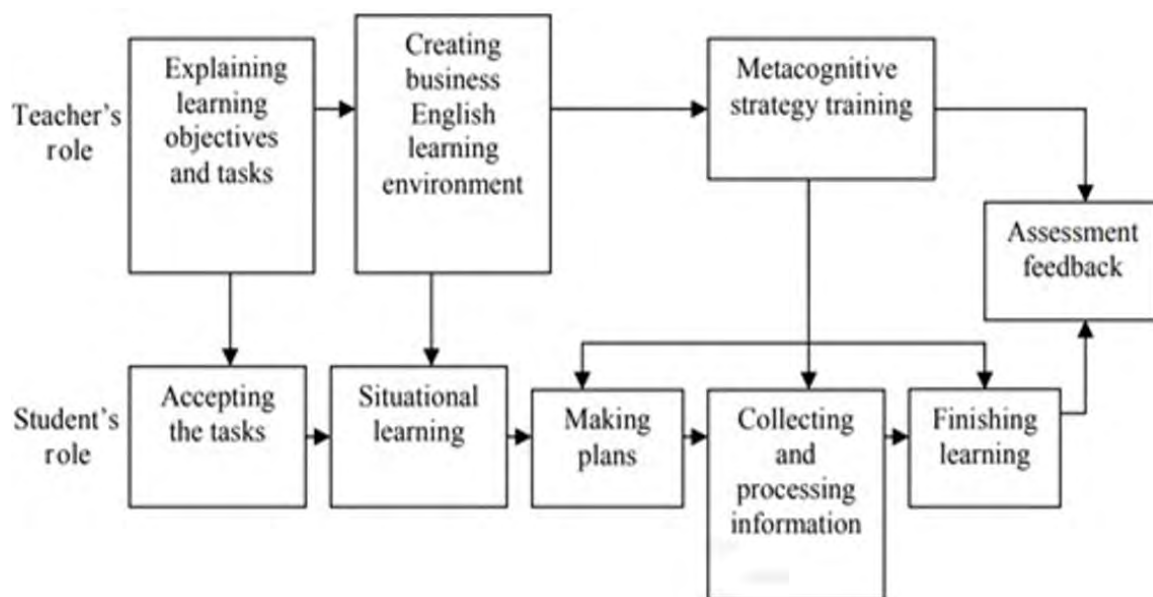 Teacher's
role
Explaining
learning
objectives
and tasks
Creating
business
English
learning
environment
Metacognitive
strategy training
Assessment
feedback
Student's
role
Accepting
the tasks
Situational
learning
Making
plans
Collecting
and
processing
information
Finishing
learning